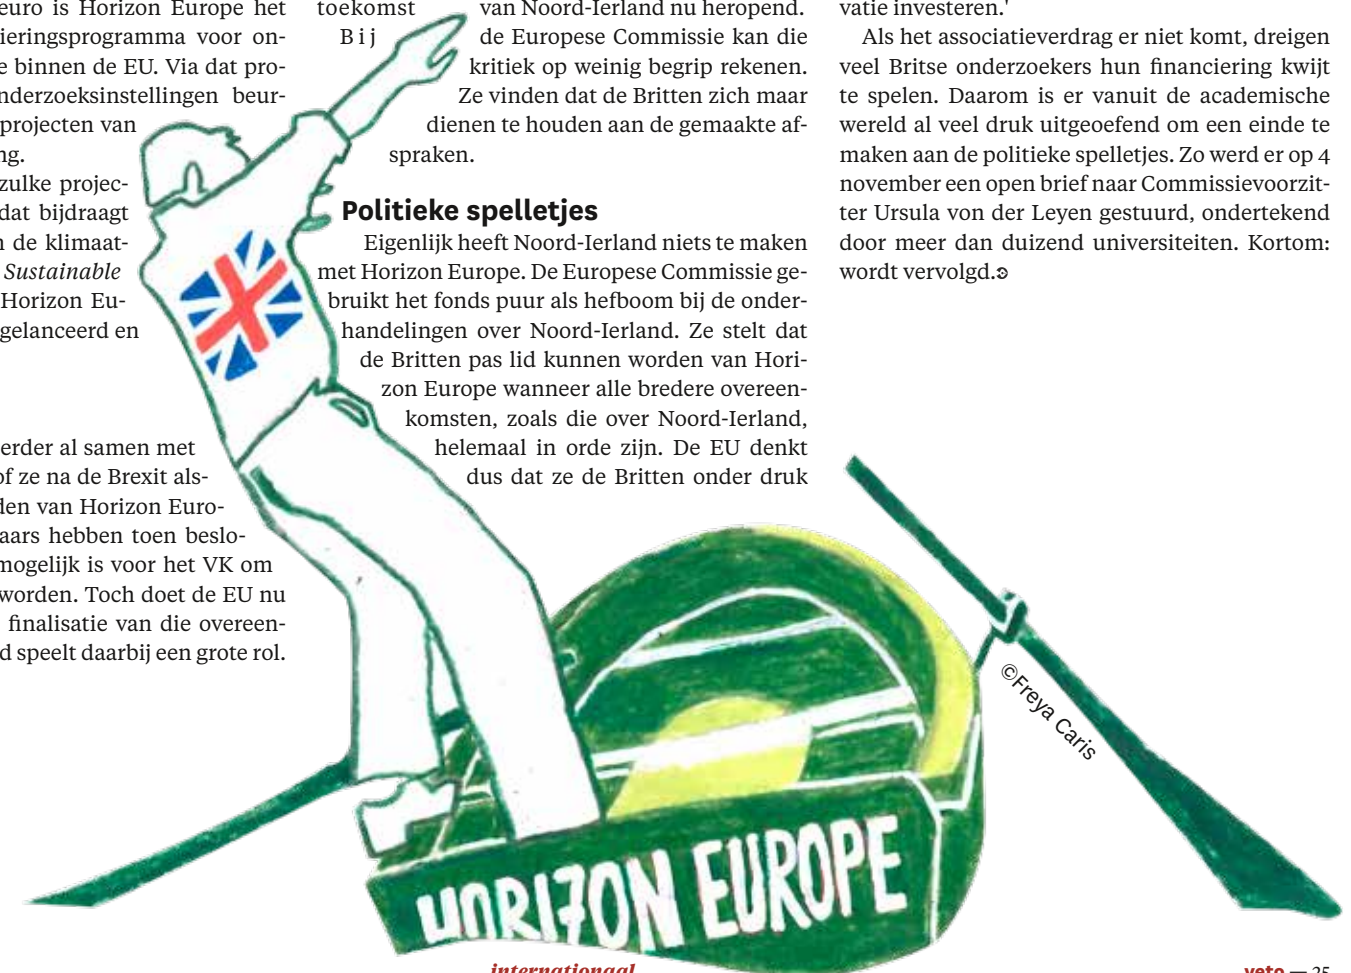 euro is Horizon Europe het
ieringsprogramma voor on-
e binnen de EU. Via dat pro-
nderzoeksinstellingen beur-
projecten van
ng.
zulke projec-
dat bijdraagt
n de klimaat-
Sustainable
Horizon Eu-
gelanceerd en
erder al samen met
of ze na de Brexit als-
den van Horizon Euro-
aars hebben toen beslo-
mogelijk is voor het VK om
worden. Toch doet de EU nu
finalisatie van die overeen-
d speelt daarbij een grote rol.
toekomst van Noord-Ierland nu heropend.
Bij de Europese Commissie kan die
kritiek op weinig begrip rekenen.
Ze vinden dat de Britten zich maar
dienen te houden aan de gemaakte af-
spraken.
Politieke spelletjes
Eigenlijk heeft Noord-Ierland niets te maken
met Horizon Europe. De Europese Commissie ge-
bruikt het fonds puur als hefboom bij de onder-
handelingen over Noord-Ierland. Ze stelt dat
de Britten pas lid kunnen worden van Hori-
zon Europe wanneer alle bredere overeen-
komsten, zoals die over Noord-Ierland,
helemaal in orde zijn. De EU denkt
dus dat ze de Britten onder druk
vatie investeren.'
Als het associatieverdrag er niet komt, dreigen
veel Britse onderzoekers hun financiering kwijt
te spelen. Daarom is er vanuit de academische
wereld al veel druk uitgeoefend om een einde te
maken aan de politieke spelletjes. Zo werd er op 4
november een open brief naar Commissievoorzit-
ter Ursula von der Leyen gestuurd, ondertekend
door meer dan duizend universiteiten. Kortom:
wordt vervolgd.
©Freya Caris
HORIZON EUROPE
internationaal
veto — 25